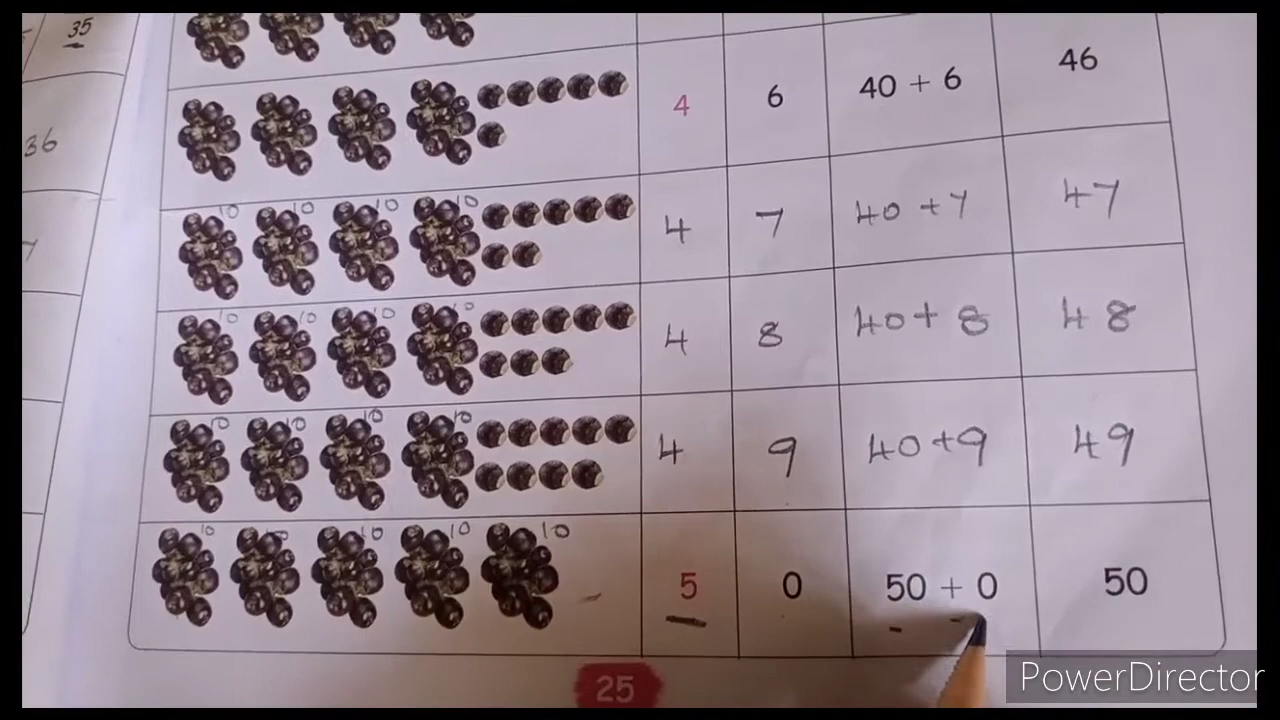 35
4 6 40 + 6 46
36
10 10 10 10
4 7 40 + 7 47
10 10 10 10
4 8 40 + 8 48
10 10 10 10
4 9 40 + 9 49
10 10 10 10 10
5 0 50 + 0 50
25
PowerDirector